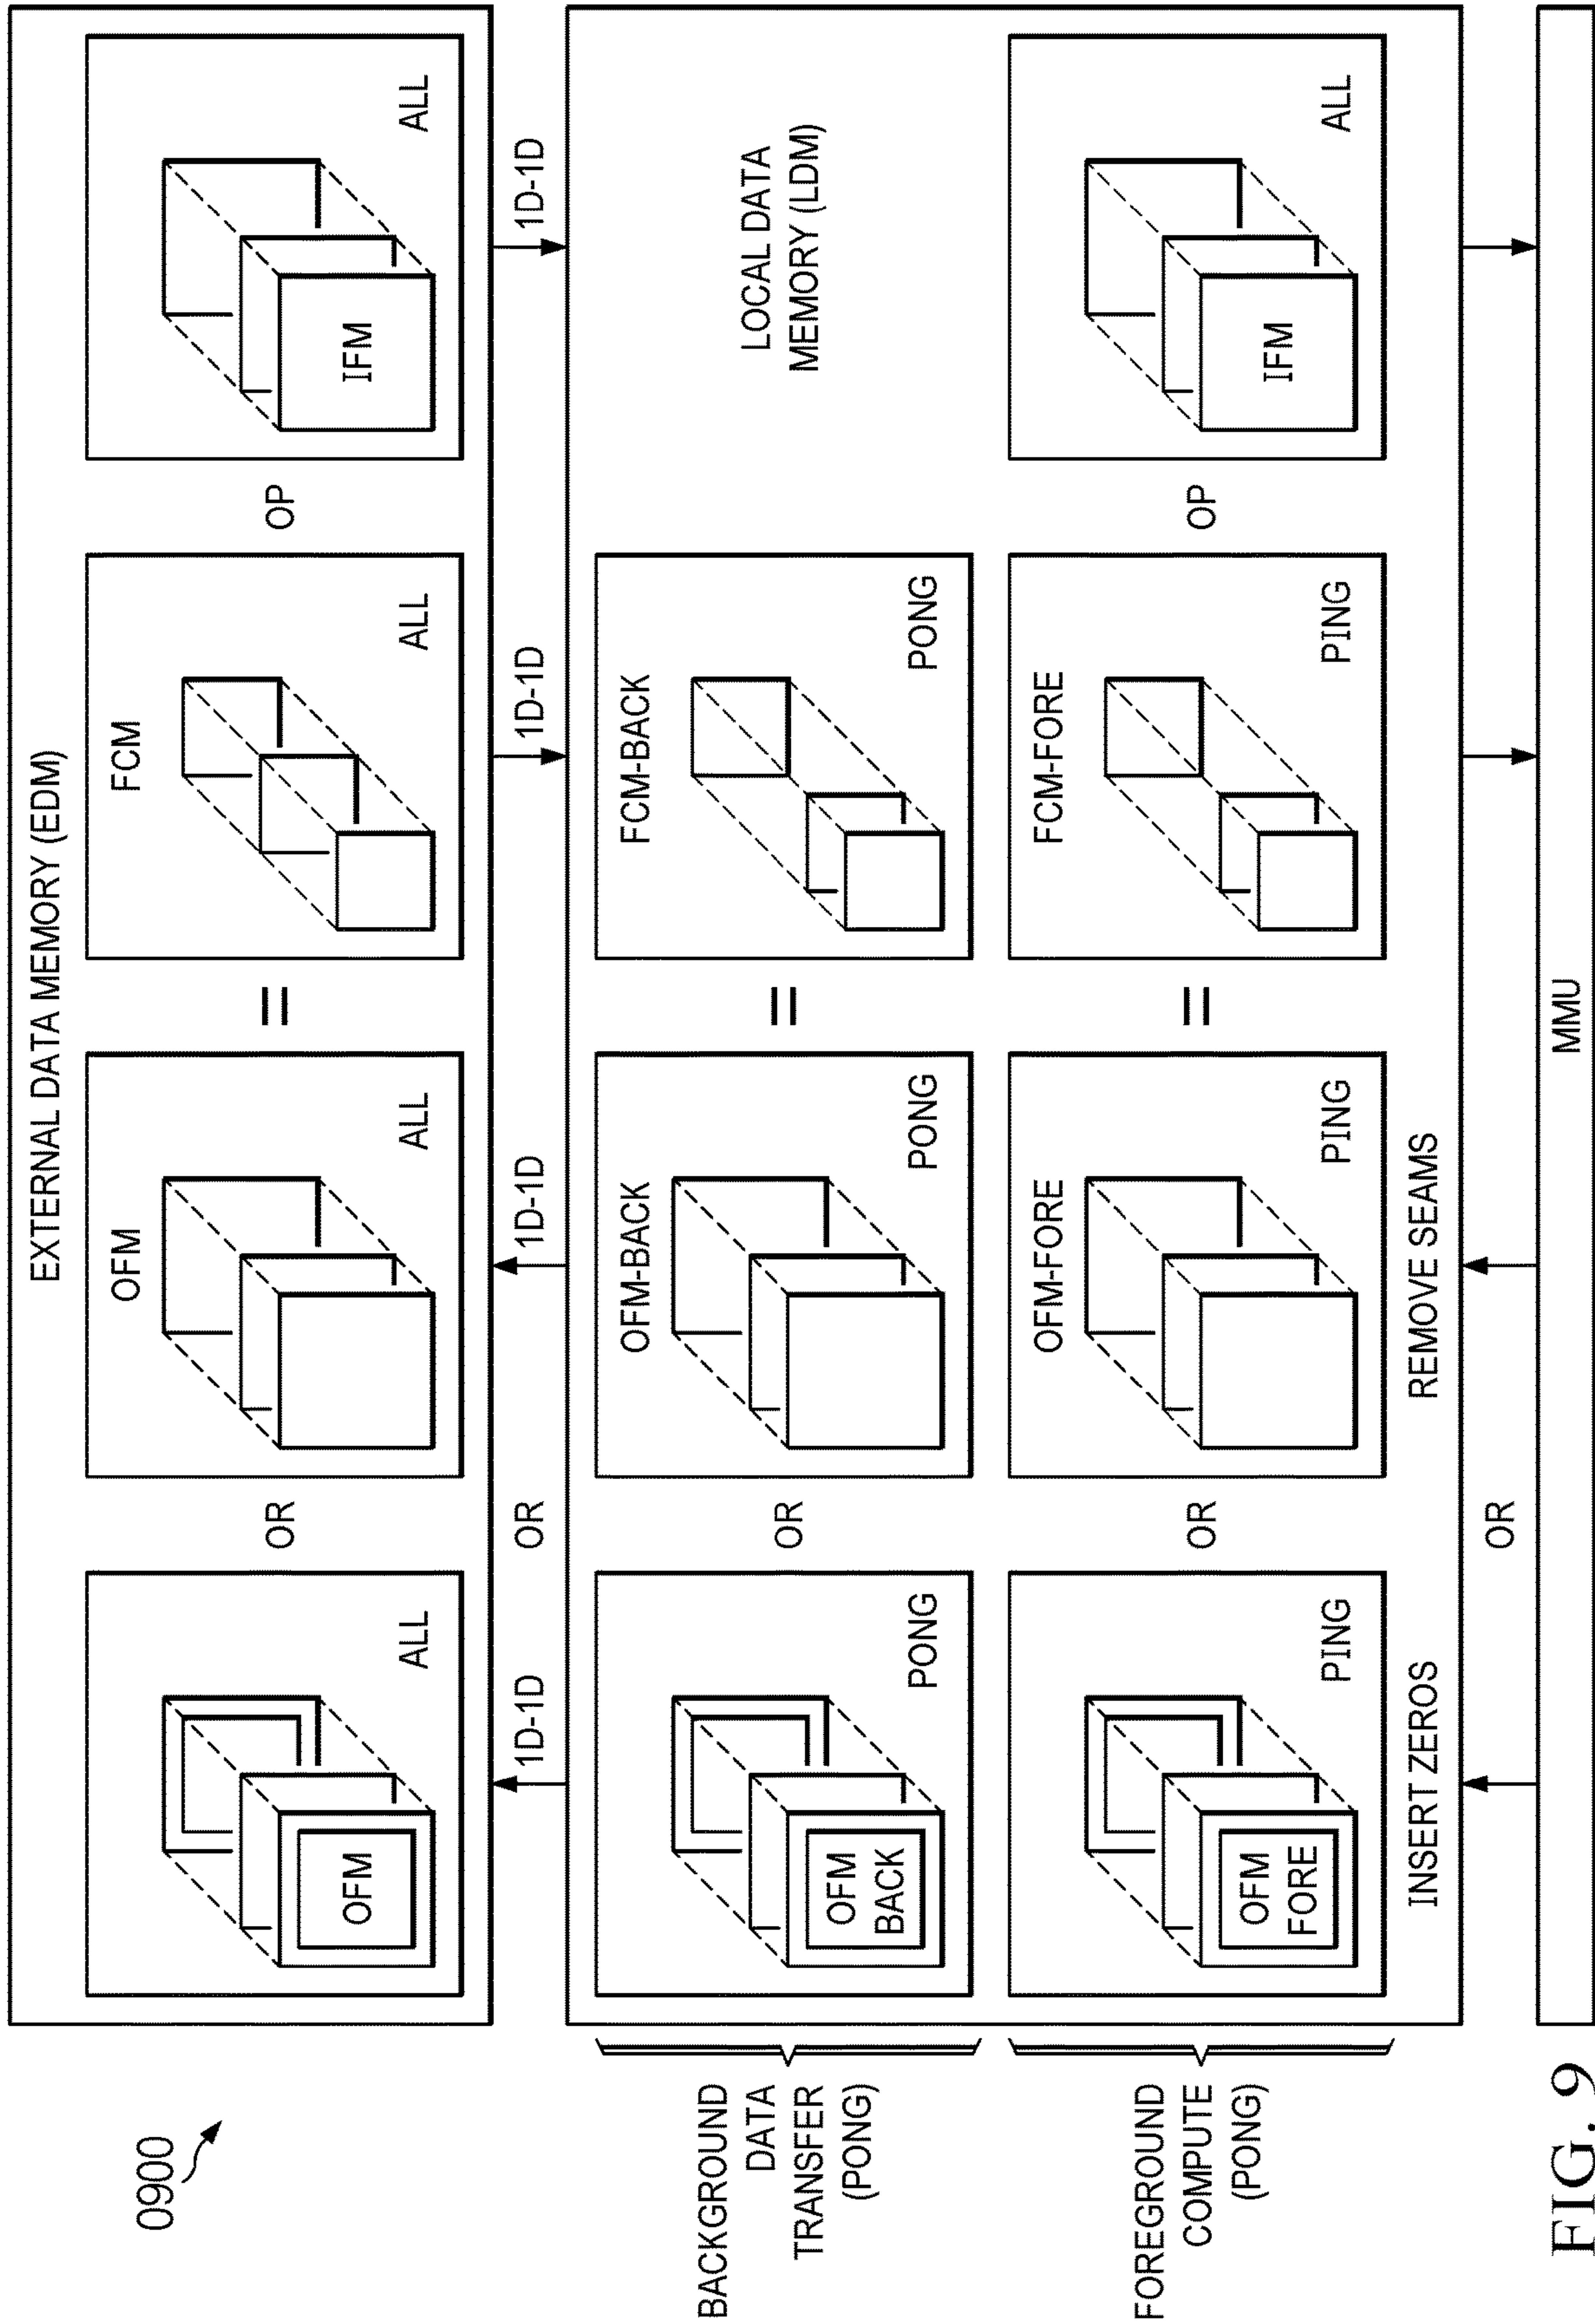 0900
EXTERNAL DATA MEMORY (EDM)
OFM
FCM
OFM
ALL
OR
ALL
=
ALL
OP
IFM
ALL
1D-1D
OR
1D-1D
1D-1D
1D-1D
BACKGROUND
DATA
TRANSFER
(PONG)
OFM
BACK
PONG
OR
OFM-BACK
PONG
=
FCM-BACK
PONG
LOCAL DATA
MEMORY (LDM)
FOREGROUND
COMPUTE
(PONG)
OFM
FORE
PING
OR
OFM-FORE
PING
=
FCM-FORE
PING
OP
IFM
ALL
INSERT ZEROS
REMOVE SEAMS
OR
MMU
FIG. 9